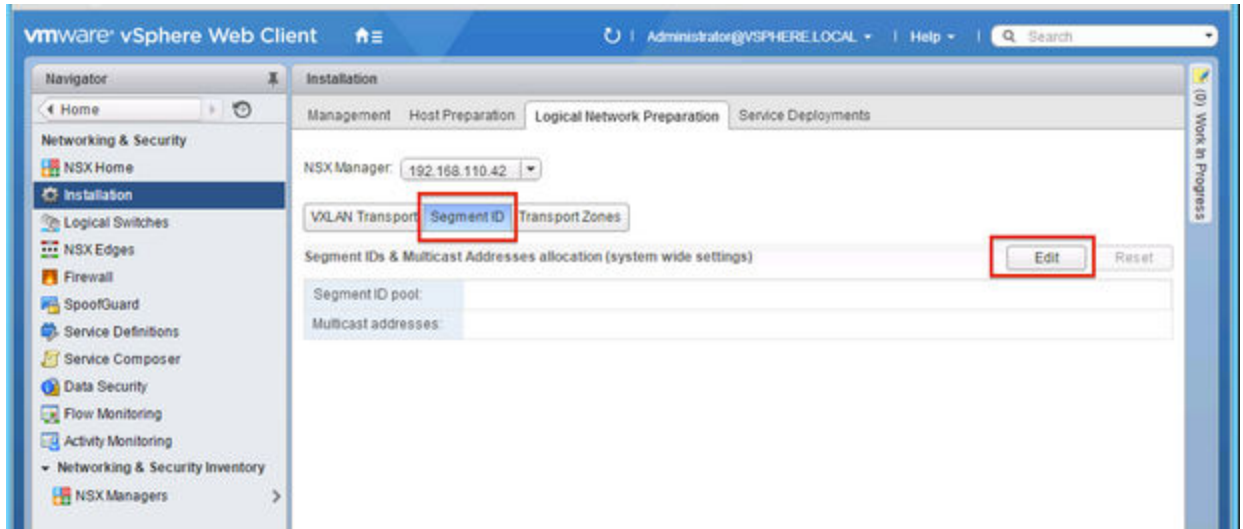 vmware® vSphere Web Client
Administrator@VSPHERE.LOCAL
Help
Search
Navigator
Home
Networking & Security
NSX Home
Installation
Logical Switches
NSX Edges
Firewall
SpoofGuard
Service Definitions
Service Composer
Data Security
Flow Monitoring
Activity Monitoring
Networking & Security Inventory
NSX Managers
Installation
Management Host Preparation Logical Network Preparation Service Deployments
NSX Manager: 192.168.110.42
VXLAN Transport Segment ID Transport Zones
Segment IDs & Multicast Addresses allocation (system wide settings) Edit Reset
Segment ID pool:
Multicast addresses:
(0) Work In Progress